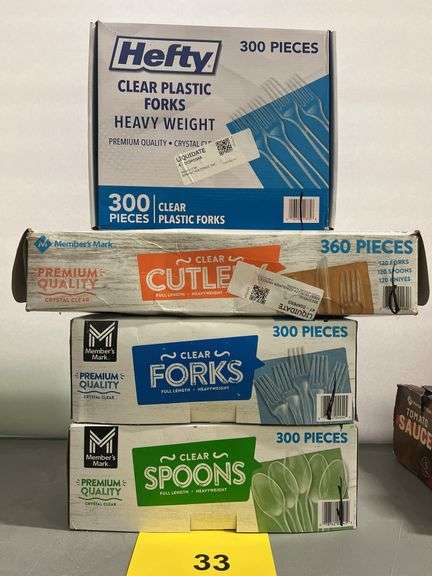 Hefty
300 PIECES
CLEAR PLASTIC
FORKS
HEAVY WEIGHT
PREMIUM QUALITY • CRYSTAL
LIQUIDATE
300
PIECES
CLEAR
PLASTIC FORKS
Member's Mark
PREMIUM
QUALITY
CRYSTAL CLEAR
CLEAR
FULL LENGTH • HEAVYWEIGHT
360 PIECES
120 FORKS
120 SPOONS
120 KNIVES
LIQUIDATE
Member's
Mark
PREMIUM
QUALITY
CRYSTAL CLEAR
CLEAR
FORKS
FULL LENGTH • HEAVYWEIGHT
300 PIECES
Member's
Mark
PREMIUM
QUALITY
CRYSTAL CLEAR
CLEAR
SPOONS
FULL LENGTH • HEAVYWEIGHT
300 PIECES
TOMATO
SAUCE
33